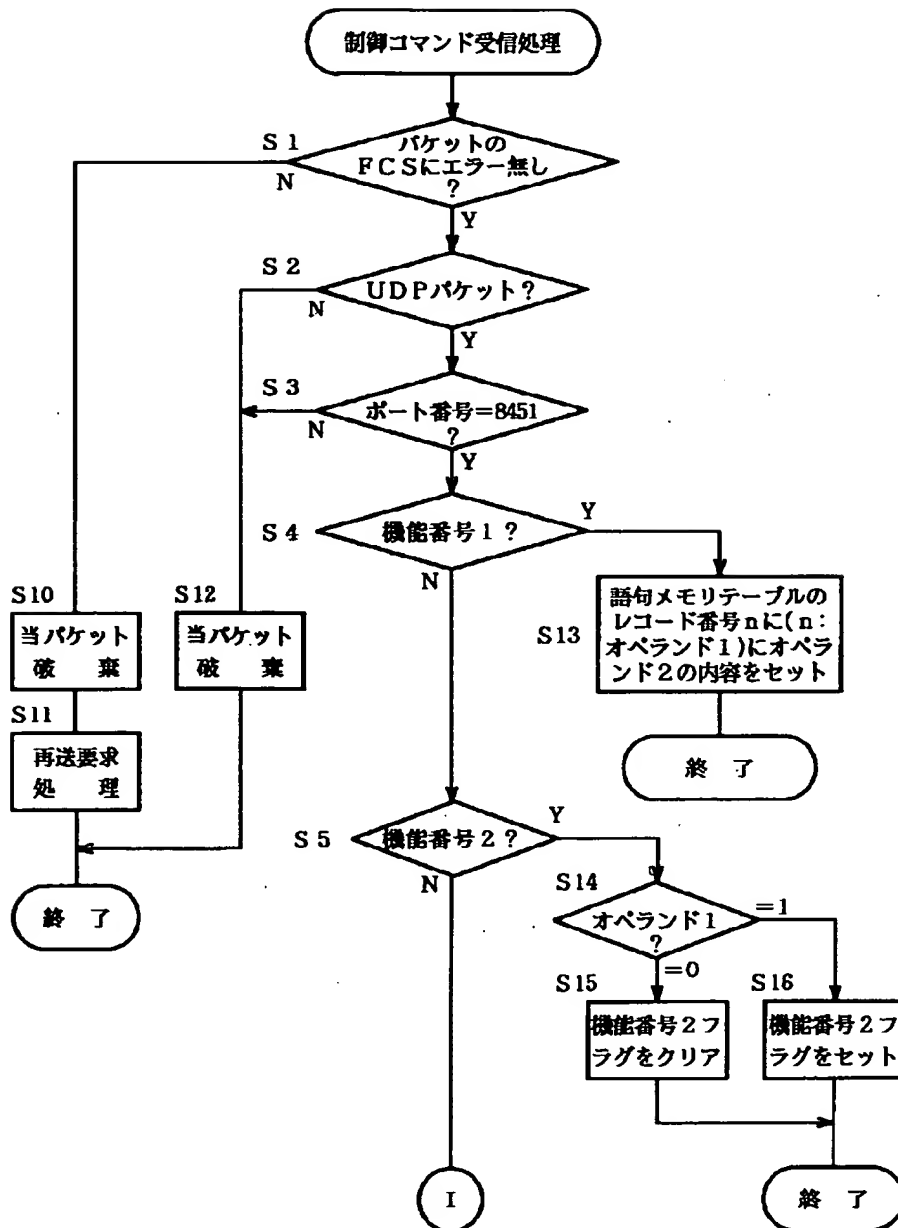 制御コマンド受信処理
S1
パケットの
FCSにエラー無し
?
N
Y
S2
UDPパケット?
N
Y
S3
ポート番号=8451
?
N
Y
S4
機能番号1?
Y
N
S10
当パケット
破 棄
S12
当パケット
破 棄
S13
語句メモリテーブルの
レコード番号nに(n:
オペランド1)にオペラ
ンド2の内容をセット
S11
再送要求
処 理
終 了
S5
機能番号2?
Y
N
終 了
S14
オペランド1
?
=1
=0
S15
機能番号2フ
ラグをクリア
S16
機能番号2フ
ラグをセット
I
終 了